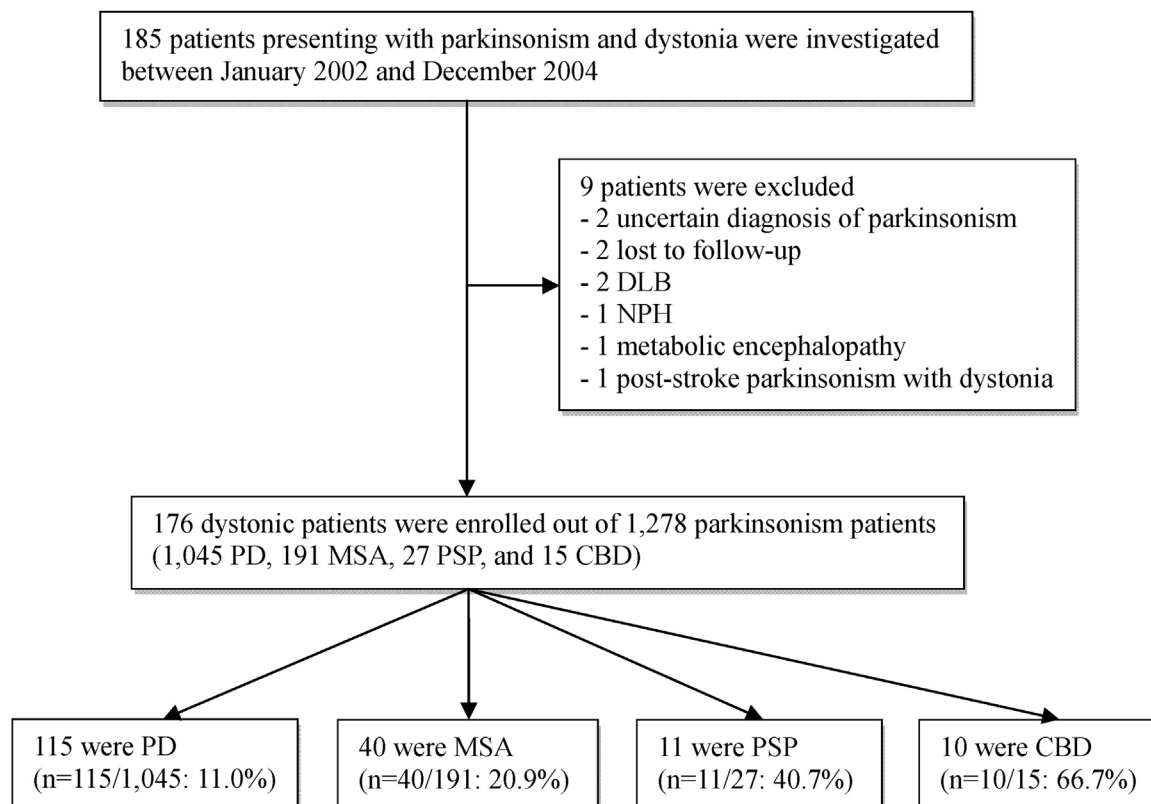 185 patients presenting with parkinsonism and dystonia were investigated
between January 2002 and December 2004
9 patients were excluded
- 2 uncertain diagnosis of parkinsonism
- 2 lost to follow-up
- 2 DLB
- 1 NPH
- 1 metabolic encephalopathy
- 1 post-stroke parkinsonism with dystonia
176 dystonic patients were enrolled out of 1,278 parkinsonism patients
(1,045 PD, 191 MSA, 27 PSP, and 15 CBD)
115 were PD
(n=115/1,045: 11.0%)
40 were MSA
(n=40/191: 20.9%)
11 were PSP
(n=11/27: 40.7%)
10 were CBD
(n=10/15: 66.7%)